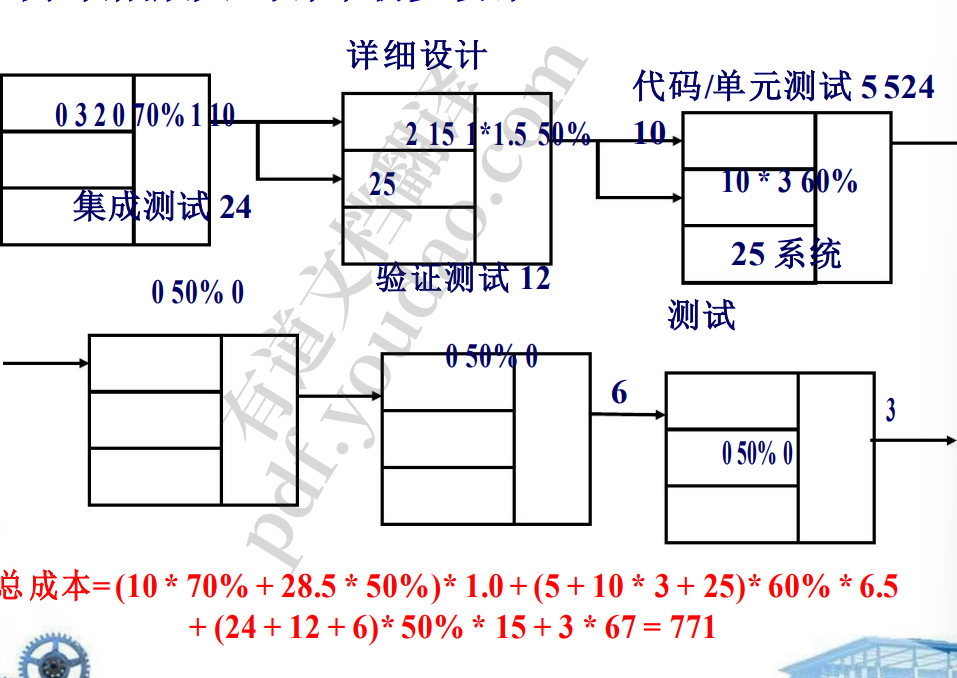 详细设计
代码/单元测试 5 524
0 3 2 0 70% 1 10
2 15 1*1.5 50%
10
25
10 * 3 60%
集成测试 24
25 系统
验证测试 12
0 50% 0
测试
0 50% 0
6
3
0 50% 0
总成本= (10 * 70% + 28.5 * 50%)* 1.0 + (5 + 10 * 3 + 25)* 60% * 6.5
+ (24 + 12 + 6)* 50% * 15 + 3 * 67 = 771
有道文档翻译
pdf.youdao.com